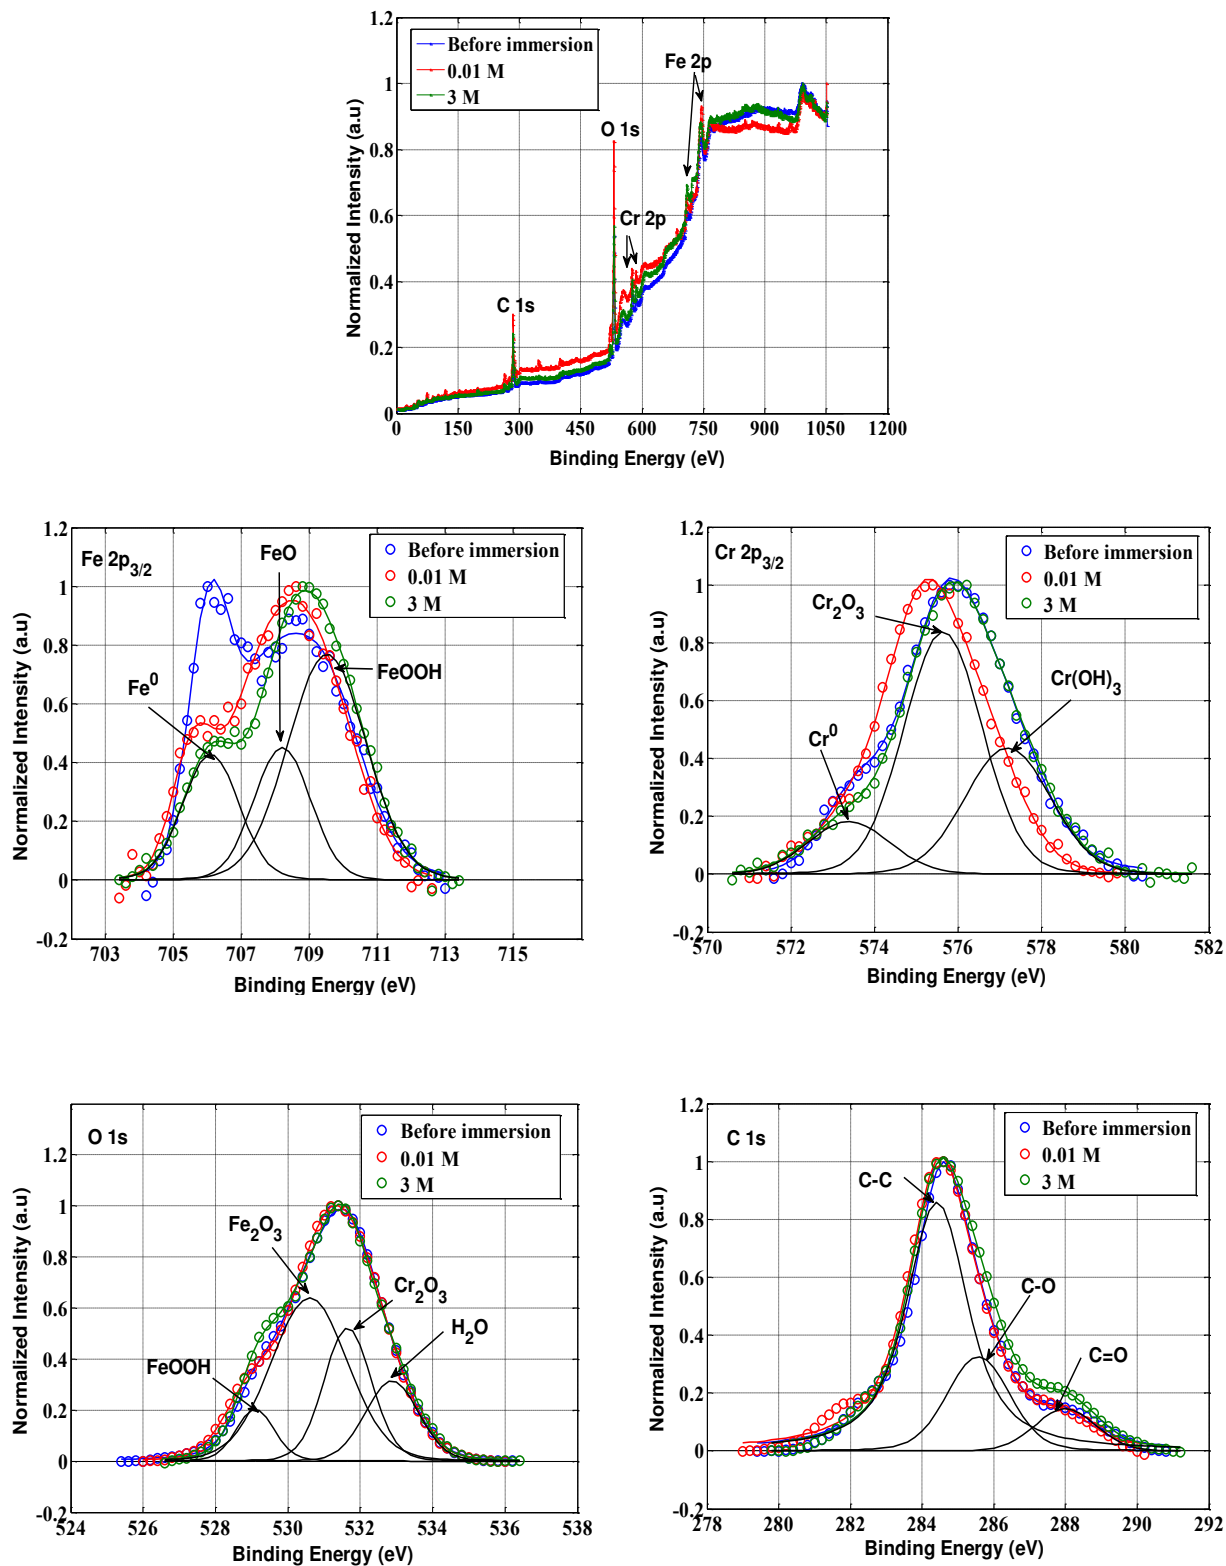 1.2
1
0.8
0.6
0.4
0.2
0
Normalized Intensity (a.u)
Before immersion
0.01 M
3 M
Fe 2p
O 1s
Cr 2p
C 1s
0 150 300 450 600 750 900 1050 1200
Binding Energy (eV)
1.2
1
0.8
0.6
0.4
0.2
0
-0.2
Normalized Intensity (a.u)
Fe 2p3/2
FeO
Before immersion
0.01 M
3 M
Fe0
FeOOH
703 705 707 709 711 713 715
Binding Energy (eV)
1.2
1
0.8
0.6
0.4
0.2
0
-0.2
Normalized Intensity (a.u)
Cr 2p3/2
Before immersion
0.01 M
3 M
Cr2O3
Cr(OH)3
Cr0
570 572 574 576 578 580 582
Binding Energy (eV)
1.2
1
0.8
0.6
0.4
0.2
0
-0.2
Normalized Intensity (a.u)
O 1s
Before immersion
0.01 M
3 M
Fe2O3
Cr2O3
H2O
FeOOH
524 526 528 530 532 534 536 538
Binding Energy (eV)
1.2
1
0.8
0.6
0.4
0.2
0
-0.2
Normalized Intensity (a.u)
C 1s
Before immersion
0.01 M
3 M
C-C
C-O
C=O
278 280 282 284 286 288 290 292
Binding Energy (eV)